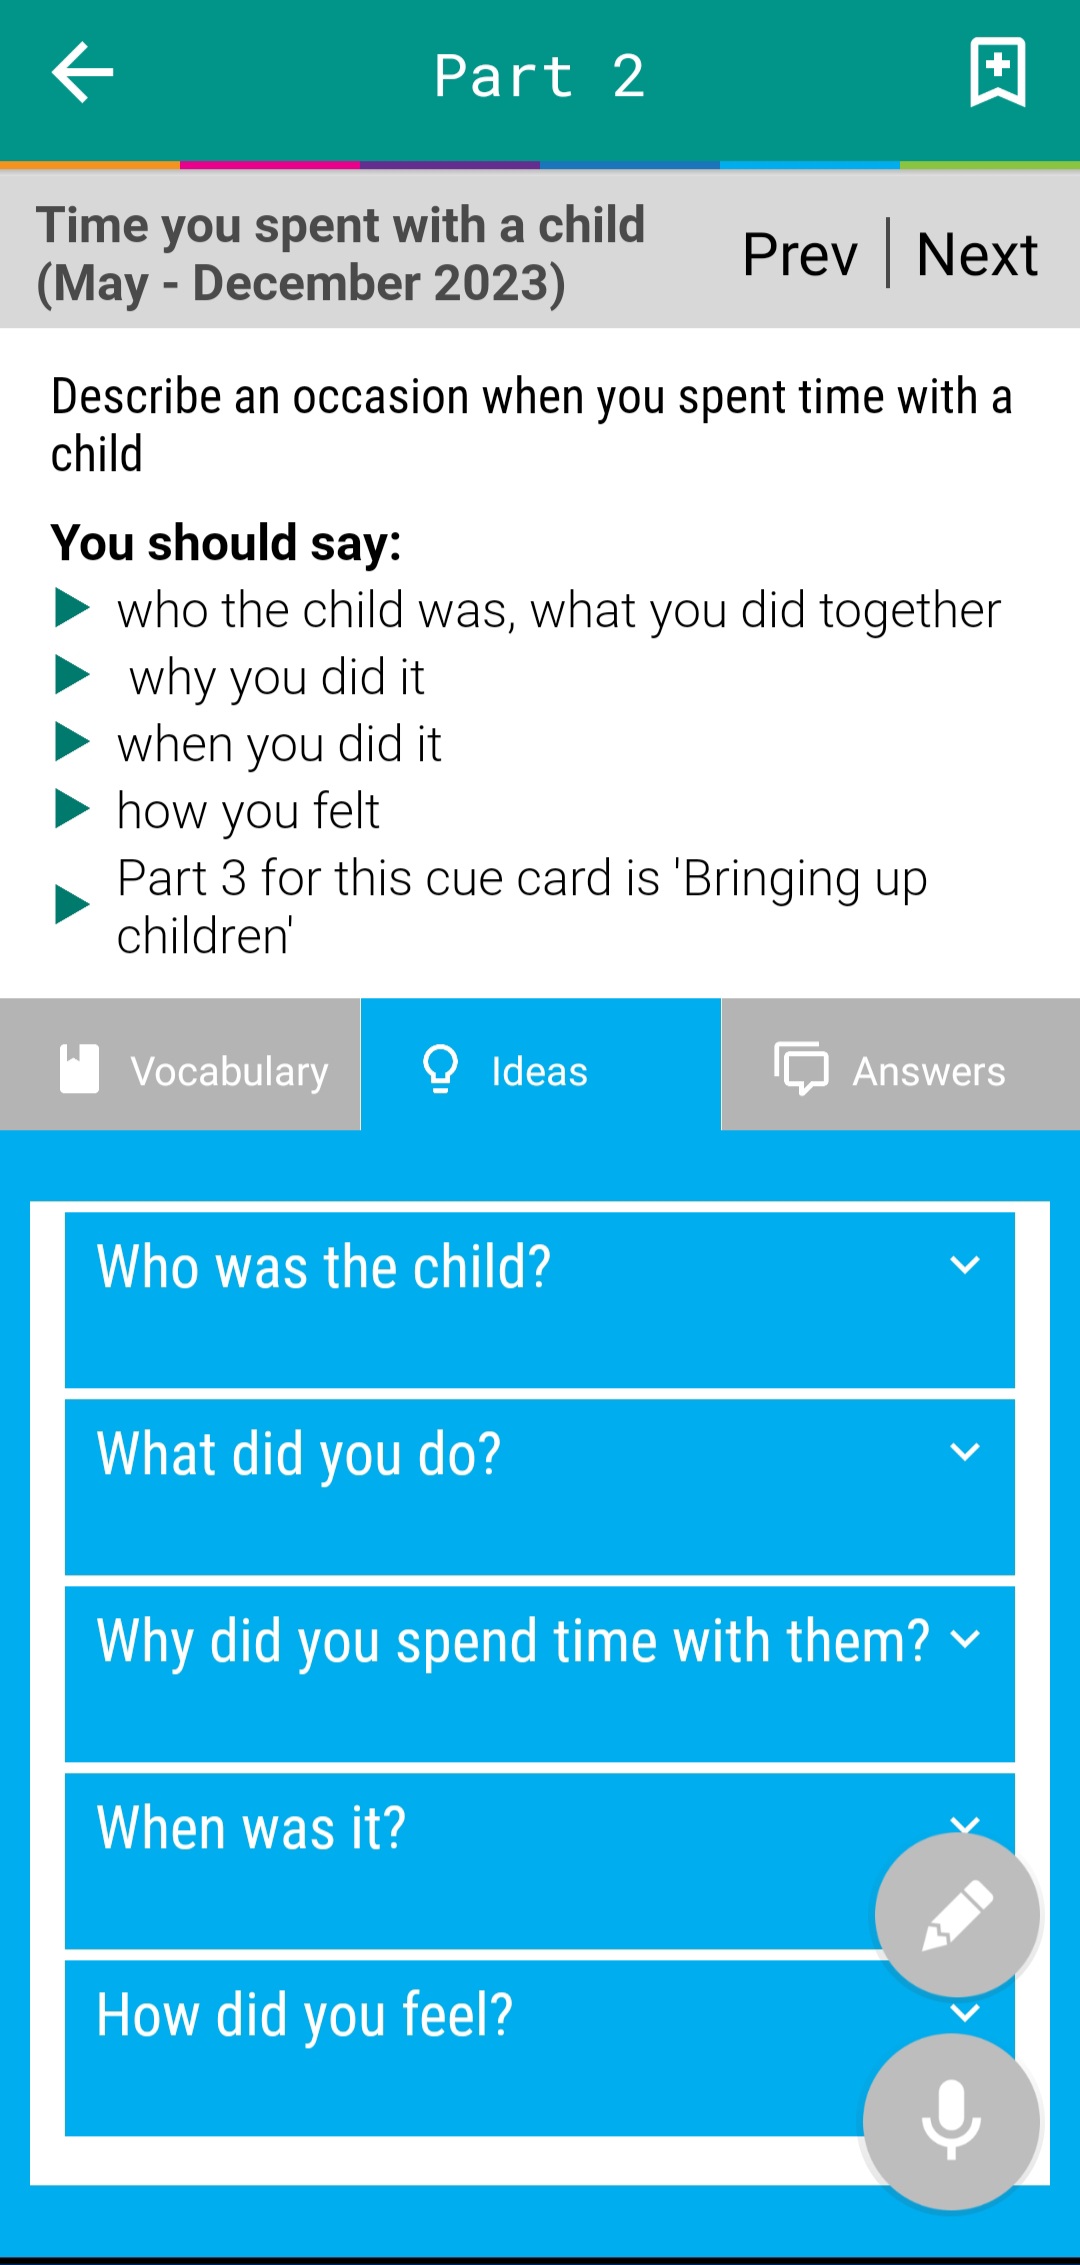 Part 2
Time you spent with a child
(May - December 2023)
Prev | Next
Describe an occasion when you spent time with a
child
You should say:
who the child was, what you did together
why you did it
when you did it
how you felt
Part 3 for this cue card is 'Bringing up
children'
Vocabulary
Ideas
Answers
Who was the child?
What did you do?
Why did you spend time with them?
When was it?
How did you feel?